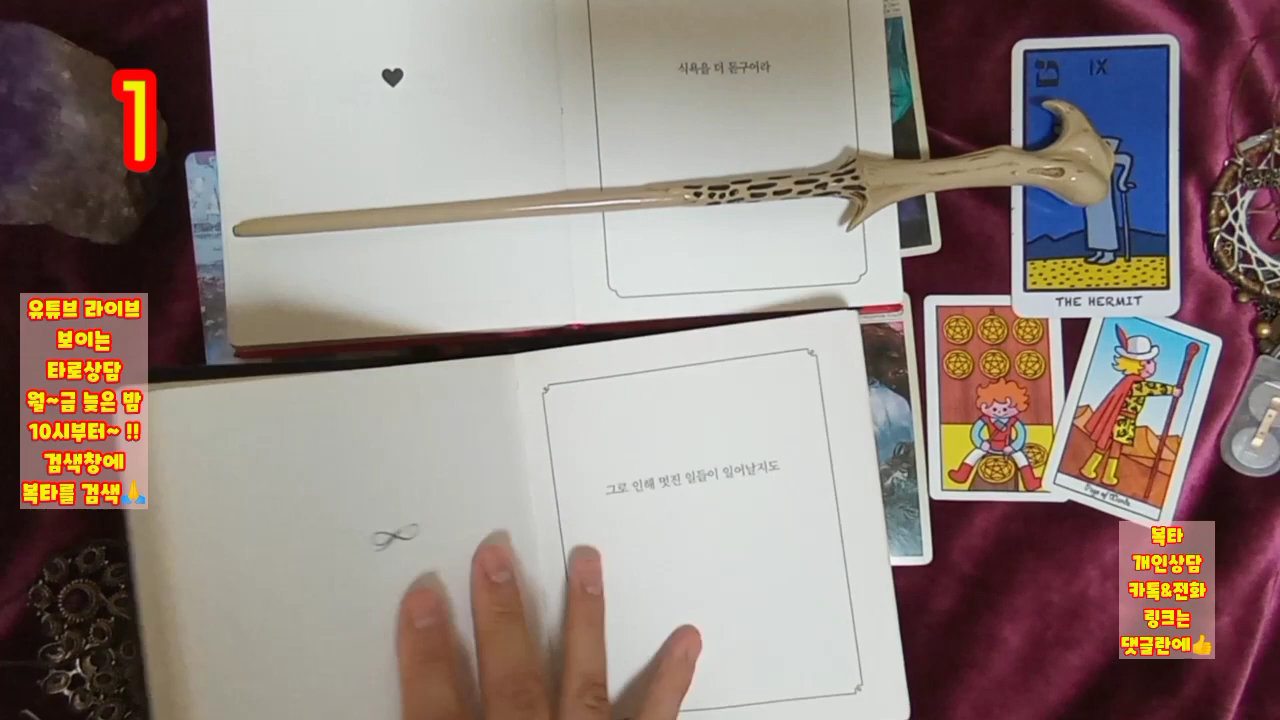 1
식욕을 더 돋구어라
IX
THE HERMIT
유튜브 라이브
보이는
타로상담
월~금 늦은 밤
10시부터~ !!
검색창에
복타를 검색🙏
그로 인해 멋진 일들이 일어날지도
Page of Wands
복타
개인상담
카톡&전화
링크는
댓글란에👍